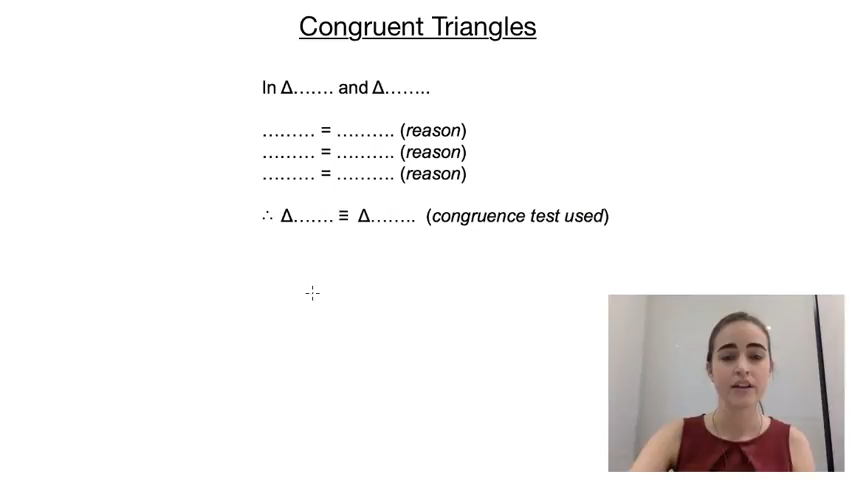 Congruent Triangles
In Δ....... and Δ........
......... = .......... (reason)
......... = .......... (reason)
......... = .......... (reason)
∴ Δ....... ≡ Δ........ (congruence test used)